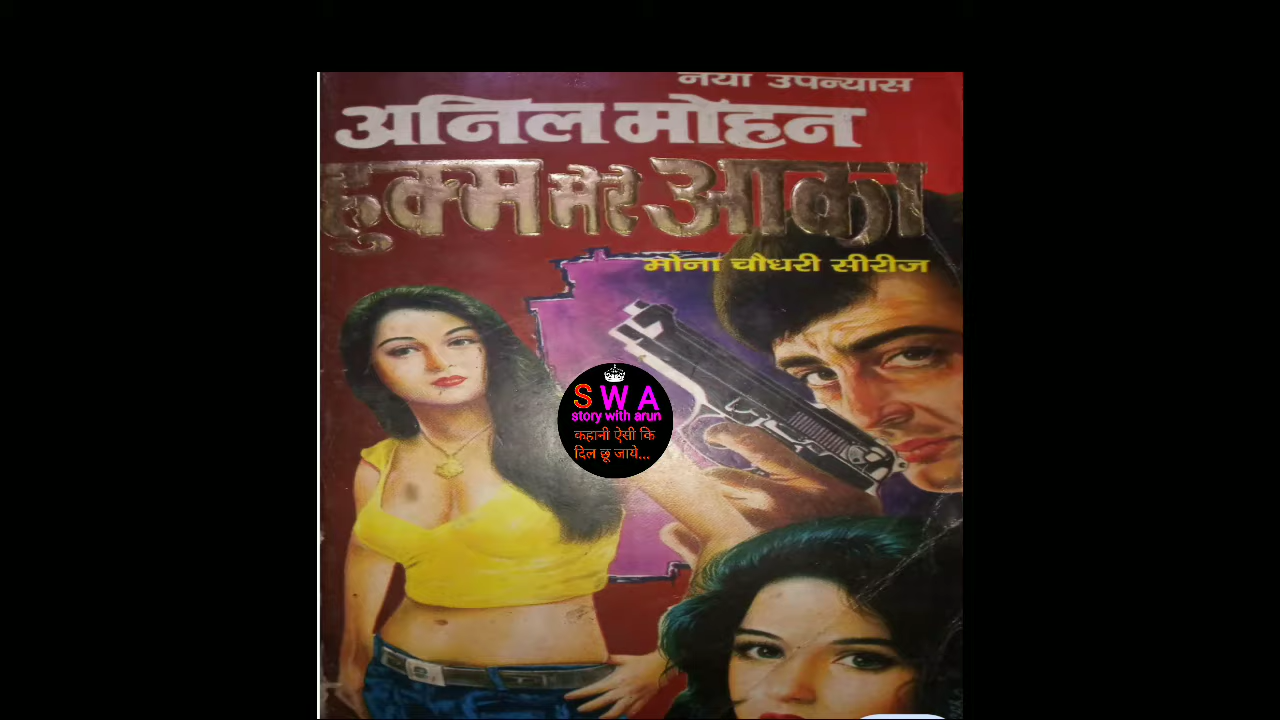 नया उपन्यास
अनिल मोहन
हुक्म मेरे आका
मोना चौधरी सीरीज
S W A
story with arun
कहानी ऐसी कि
दिल छू जाये...